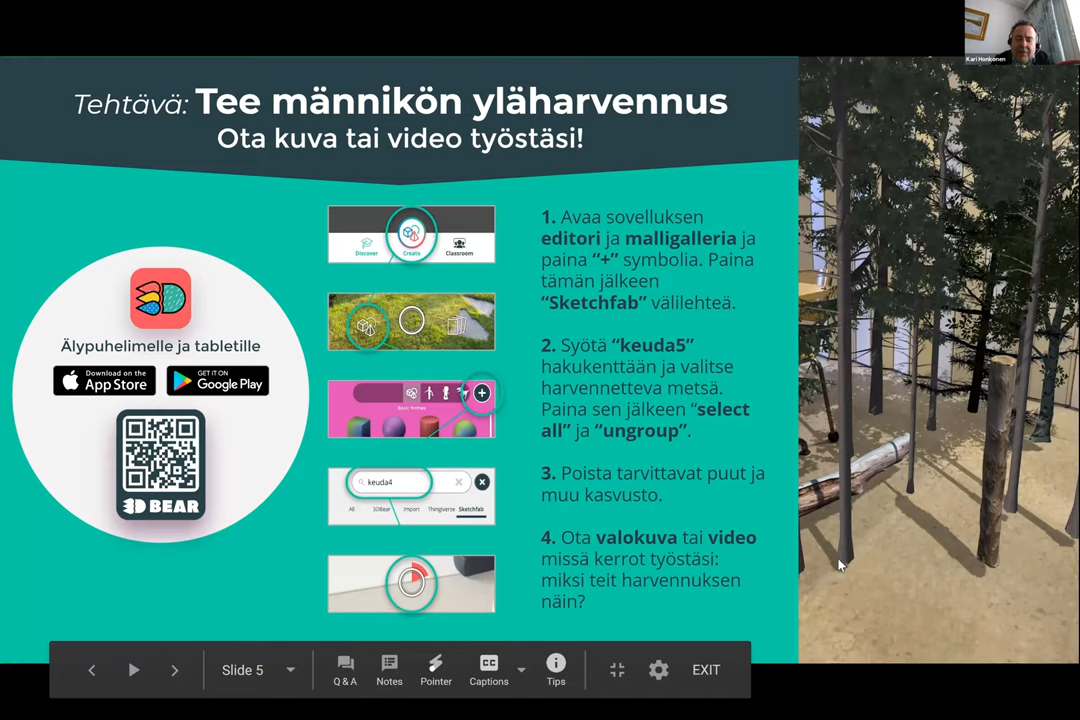 Kari Honkonen
Tehtävä: Tee männikön yläharvennus
Ota kuva tai video työstäsi!
3D
Älypuhelimelle ja tabletille
Download on the
App Store
GET IT ON
Google Play
3D BEAR
Discover
Create
Classroom
Basic formes
keuda4
All
3DBear
Import
Thingiverse
Sketchfab
1. Avaa sovelluksen
editori ja malligalleria ja
paina “+” symbolia. Paina
tämän jälkeen
“Sketchfab” välilehteä.
2. Syötä “keuda5”
hakukenttään ja valitse
harvennetteva metsä.
Paina sen jälkeen “select
all” ja “ungroup”.
3. Poista tarvittavat puut ja
muu kasvusto.
4. Ota valokuva tai video
missä kerrot työstäsi:
miksi teit harvennuksen
näin?
Slide 5
Q & A
Notes
Pointer
CC
Captions
Tips
EXIT